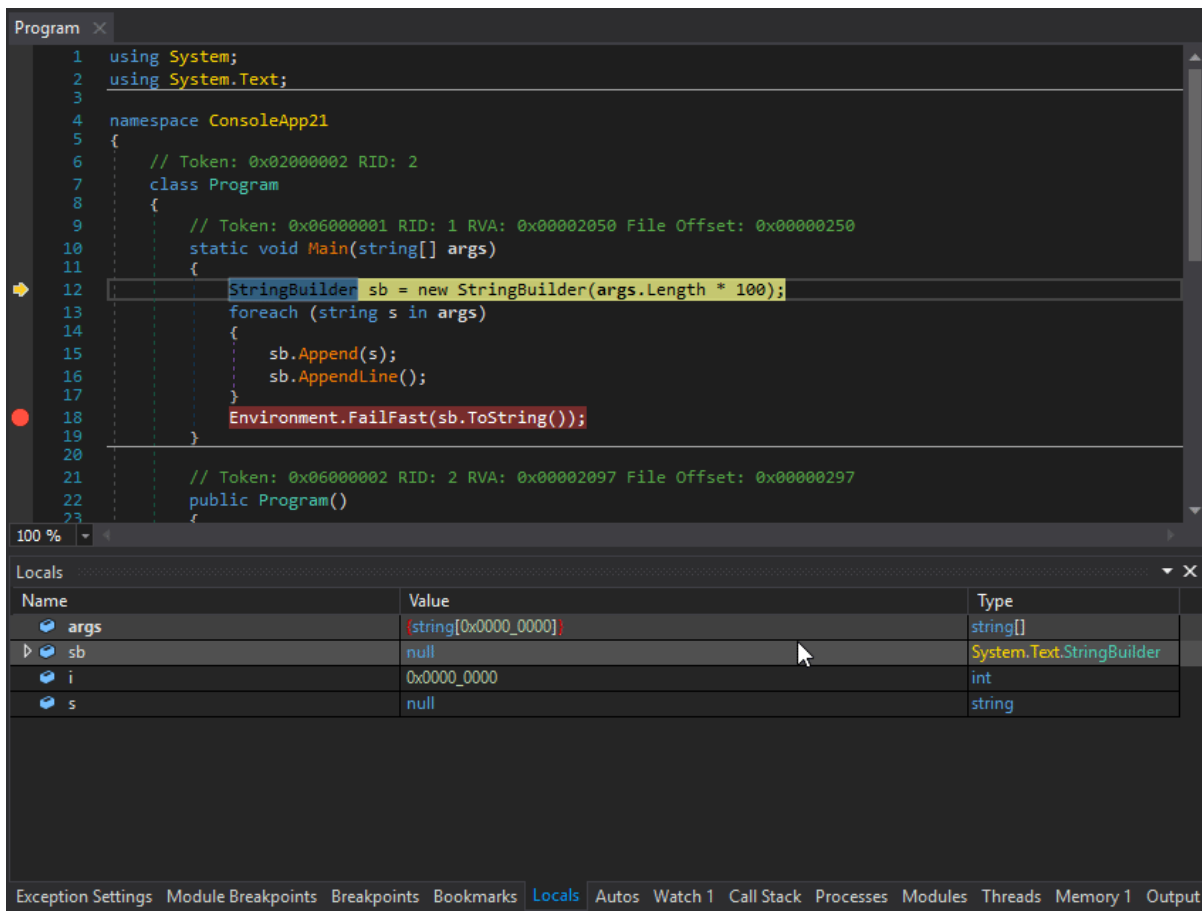 Program
1 using System;
2 using System.Text;
3
4 namespace ConsoleApp21
5 {
6 // Token: 0x02000002 RID: 2
7 class Program
8 {
9 // Token: 0x06000001 RID: 1 RVA: 0x00002050 File Offset: 0x00000250
10 static void Main(string[] args)
11 {
12 StringBuilder sb = new StringBuilder(args.Length * 100);
13 foreach (string s in args)
14 {
15 sb.Append(s);
16 sb.AppendLine();
17 }
18 Environment.FailFast(sb.ToString());
19 }
20
21 // Token: 0x06000002 RID: 2 RVA: 0x00002097 File Offset: 0x00000297
22 public Program()
23 {
100 %
Locals
Name Value Type
args {string[0x0000_0000]} string[]
sb null System.Text.StringBuilder
i 0x0000_0000 int
s null string
Exception Settings Module Breakpoints Breakpoints Bookmarks Locals Autos Watch 1 Call Stack Processes Modules Threads Memory 1 Output